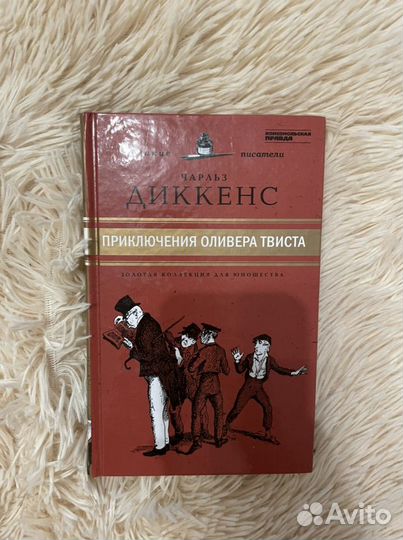 КОМСОМОЛЬСКАЯ
ПРАВДА
писатели
ЧАРЛЬЗ
ДИККЕНС
ПРИКЛЮЧЕНИЯ ОЛИВЕРА ТВИСТА
ЗОЛОТАЯ КОЛЛЕКЦИЯ ДЛЯ ЮНОШЕСТВА
Avito